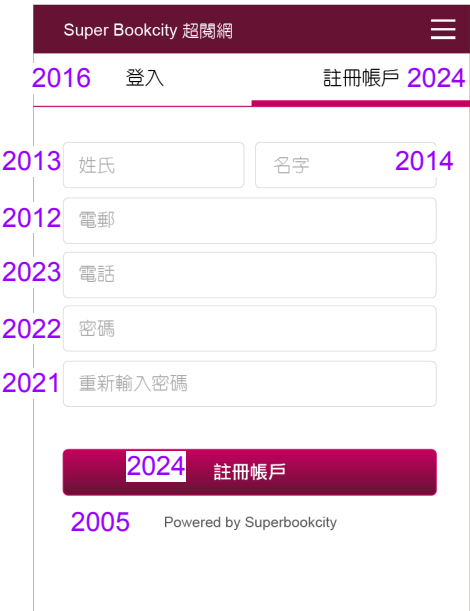 Super Bookcity 超閱網
2016 登入 註冊帳戶 2024
2013 姓氏 名字 2014
2012 電郵
2023 電話
2022 密碼
2021 重新輸入密碼
2024 註冊帳戶
2005 Powered by Superbookcity